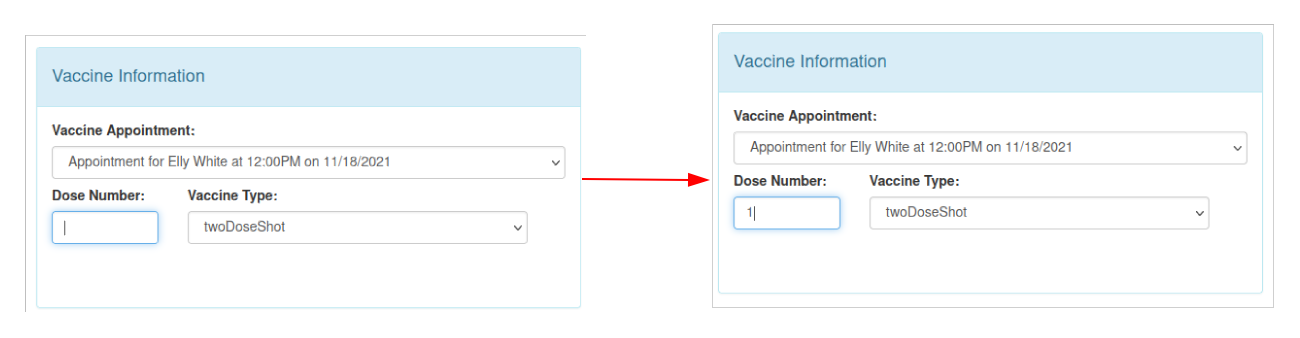 Vaccine Information
Vaccine Appointment:
Appointment for Elly White at 12:00PM on 11/18/2021
Dose Number: Vaccine Type:
twoDoseShot
Vaccine Information
Vaccine Appointment:
Appointment for Elly White at 12:00PM on 11/18/2021
Dose Number: Vaccine Type:
1 twoDoseShot